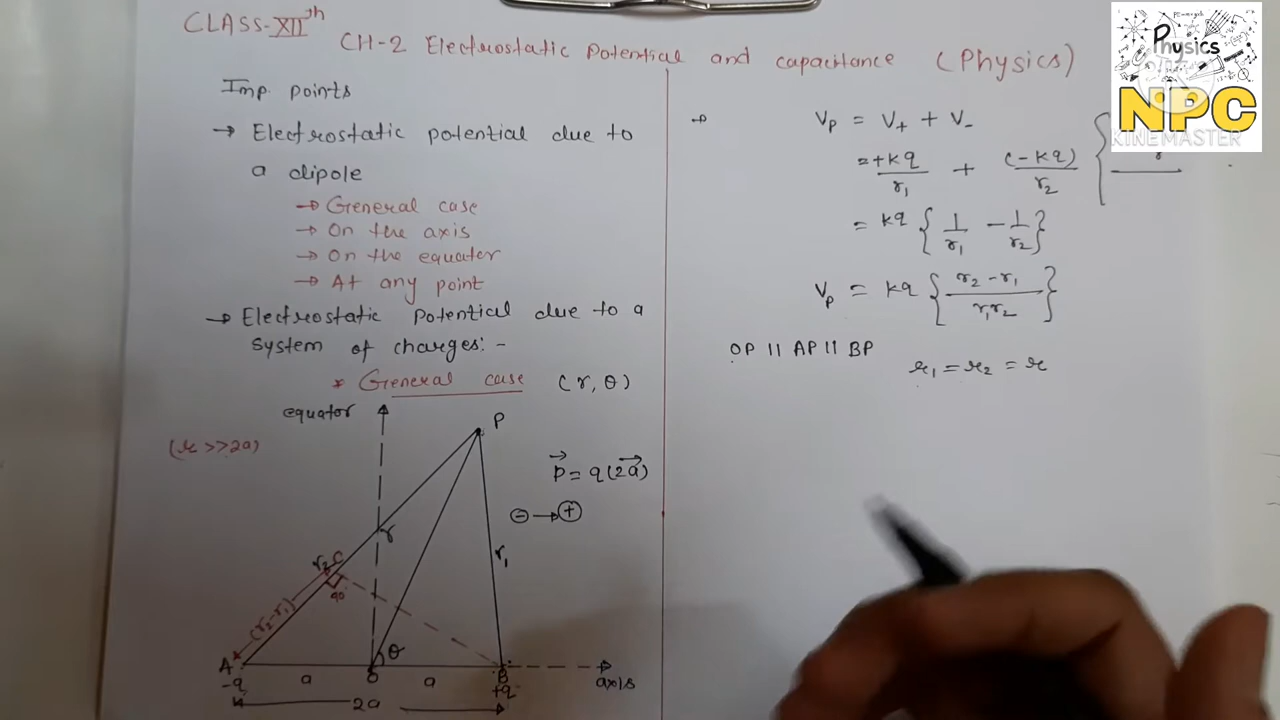 CLASS-XIIth
CH-2 Electrostatic Potential and capacitance (Physics)
Imp. points
→ Electrostatic potential due to
a dipole
→ General case
→ On the axis
→ On the equator
→ At any point
→ Electrostatic Potential due to a
system of charges:-
* General case (r, θ)
equator
(r >>2a)
P
p⃗ = q(2a⃗)
⊖ → ⊕
r
r₂ C
r₁
90°
(r₂-r₁)
θ
A O B axis
-q a a +q
2a
→ Vp = V₊ + V₋
= +kq/r₁ + (-kq)/r₂ {
= kq { 1/r₁ - 1/r₂ }
Vp = kq { (r₂-r₁)/(r₁r₂) }
OP || AP || BP
r₁ = r₂ = r
Physics
NPC
KINEMASTER